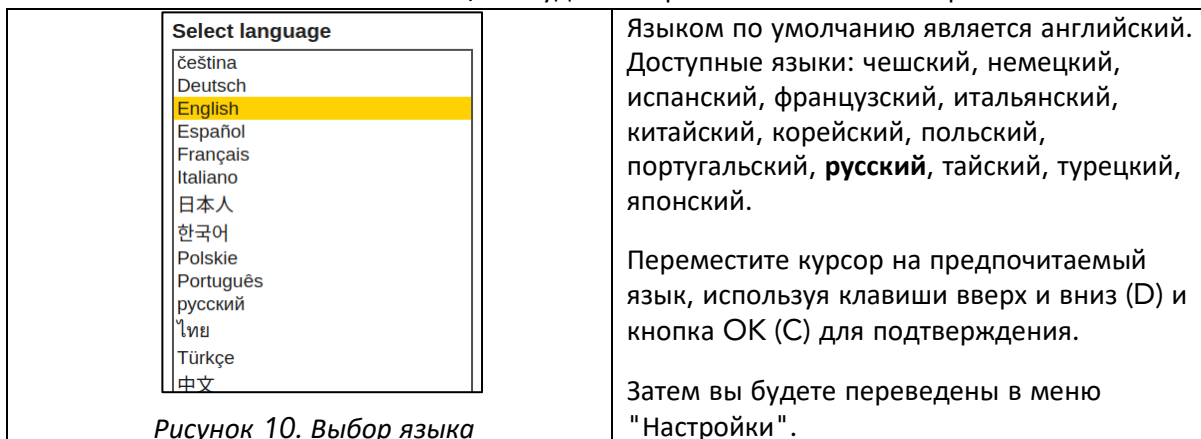 Select language
čeština
Deutsch
English
Español
Français
Italiano
日本人
한국어
Polskie
Português
русский
ไทย
Türkçe
中文
Рисунок 10. Выбор языка
Языком по умолчанию является английский.
Доступные языки: чешский, немецкий,
испанский, французский, итальянский,
китайский, корейский, польский,
португальский, русский, тайский, турецкий,
японский.
Переместите курсор на предпочитаемый
язык, используя клавиши вверх и вниз (D) и
кнопка OK (C) для подтверждения.
Затем вы будете переведены в меню
"Настройки".